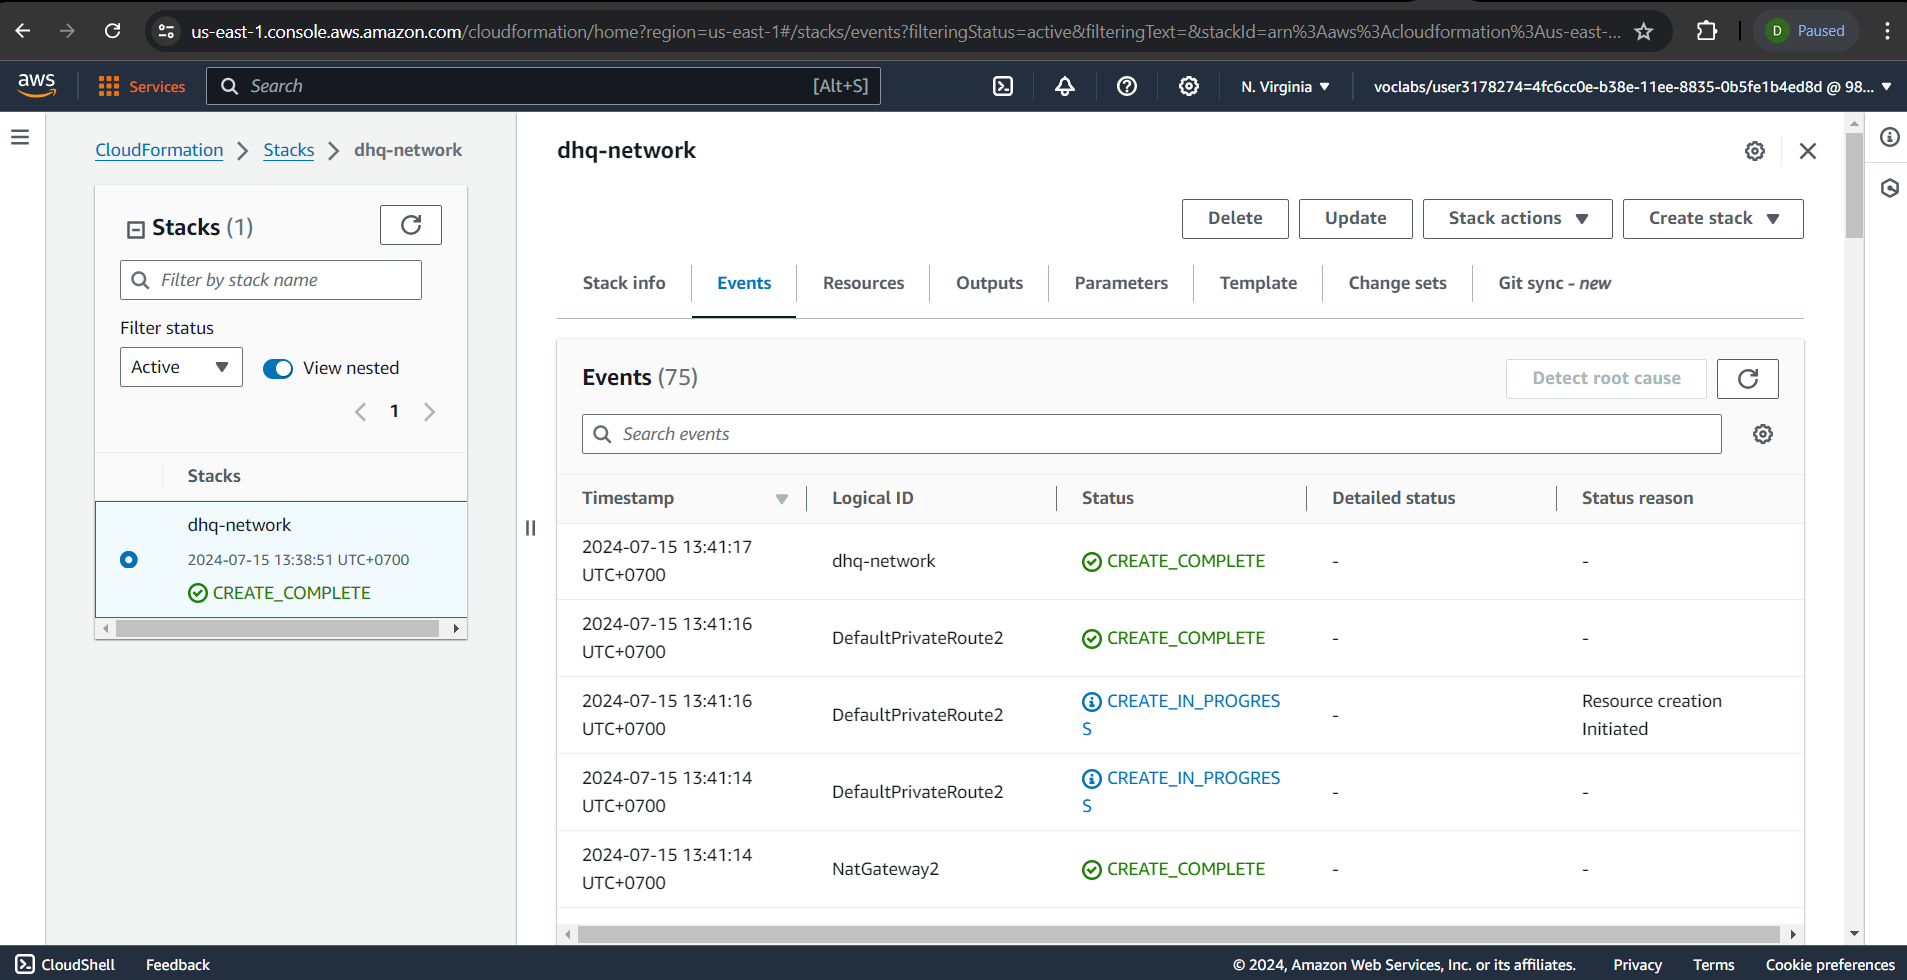 us-east-1.console.aws.amazon.com/cloudformation/home?region=us-east-1#/stacks/events?filteringStatus=active&filteringText=&stackId=arn%3Aaws%3Acloudformation%3Aus-east-...
D Paused
aws Services Search [Alt+S] N. Virginia voclabs/user3178274=4fc6cc0e-b38e-11ee-8835-0b5fe1b4ed8d @ 98...
CloudFormation Stacks dhq-network
Stacks (1)
Filter by stack name
Filter status
Active View nested
1
Stacks
dhq-network
2024-07-15 13:38:51 UTC+0700
CREATE_COMPLETE
dhq-network
Delete Update Stack actions Create stack
Stack info Events Resources Outputs Parameters Template Change sets Git sync - new
Events (75) Detect root cause
Search events
Timestamp Logical ID Status Detailed status Status reason
2024-07-15 13:41:17
UTC+0700
dhq-network CREATE_COMPLETE - -
2024-07-15 13:41:16
UTC+0700
DefaultPrivateRoute2 CREATE_COMPLETE - -
2024-07-15 13:41:16
UTC+0700
DefaultPrivateRoute2
CREATE_IN_PROGRES
S
-
Resource creation
Initiated
2024-07-15 13:41:14
UTC+0700
DefaultPrivateRoute2
CREATE_IN_PROGRES
S
- -
2024-07-15 13:41:14
UTC+0700
NatGateway2 CREATE_COMPLETE - -
CloudShell Feedback © 2024, Amazon Web Services, Inc. or its affiliates. Privacy Terms Cookie preferences